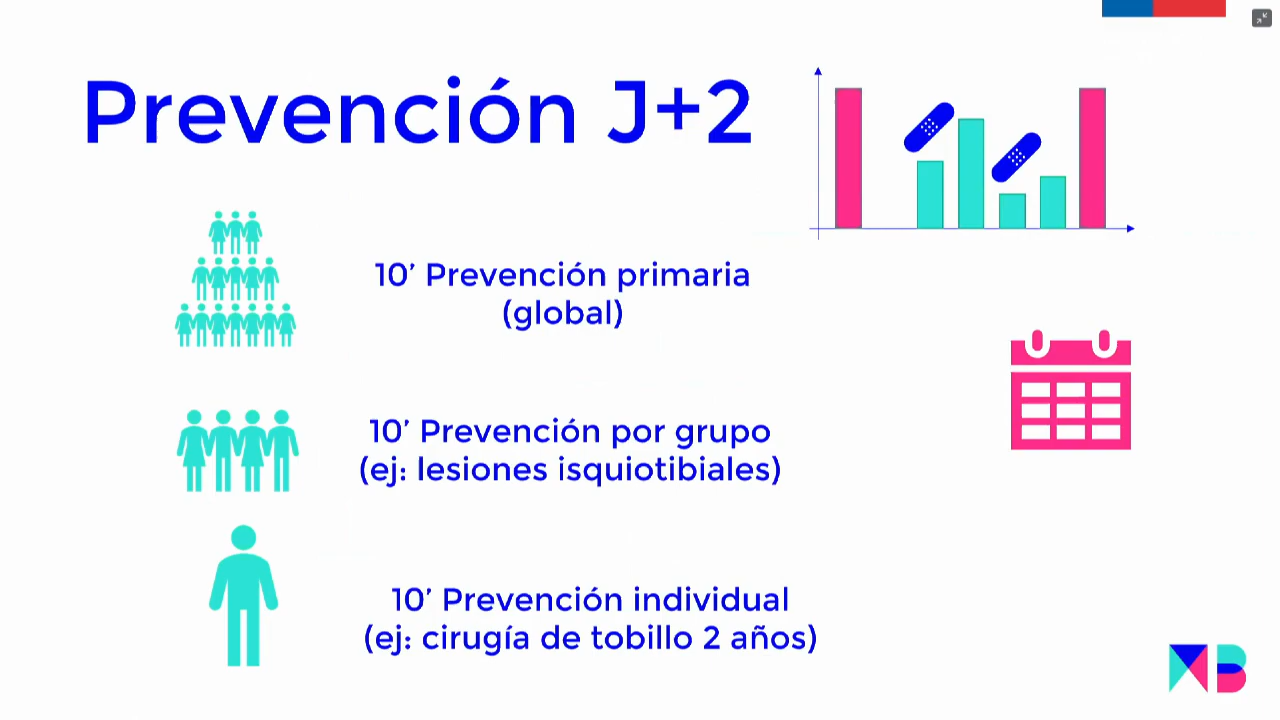 Prevención J+2
10’ Prevención primaria
(global)
10’ Prevención por grupo
(ej: lesiones isquiotibiales)
10’ Prevención individual
(ej: cirugía de tobillo 2 años)